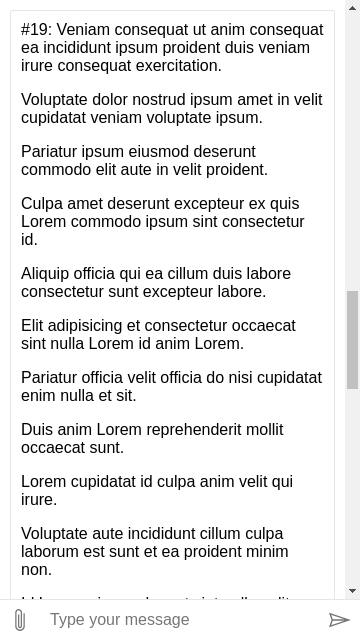 #19: Veniam consequat ut anim consequat
ea incididunt ipsum proident duis veniam
irure consequat exercitation.
Voluptate dolor nostrud ipsum amet in velit
cupidatat veniam voluptate ipsum.
Pariatur ipsum eiusmod deserunt
commodo elit aute in velit proident.
Culpa amet deserunt excepteur ex quis
Lorem commodo ipsum sint consectetur
id.
Aliquip officia qui ea cillum duis labore
consectetur sunt excepteur labore.
Elit adipisicing et consectetur occaecat
sint nulla Lorem id anim Lorem.
Pariatur officia velit officia do nisi cupidatat
enim nulla et sit.
Duis anim Lorem reprehenderit mollit
occaecat sunt.
Lorem cupidatat id culpa anim velit qui
irure.
Voluptate aute incididunt cillum culpa
laborum est sunt et ea proident minim
non.
Type your message